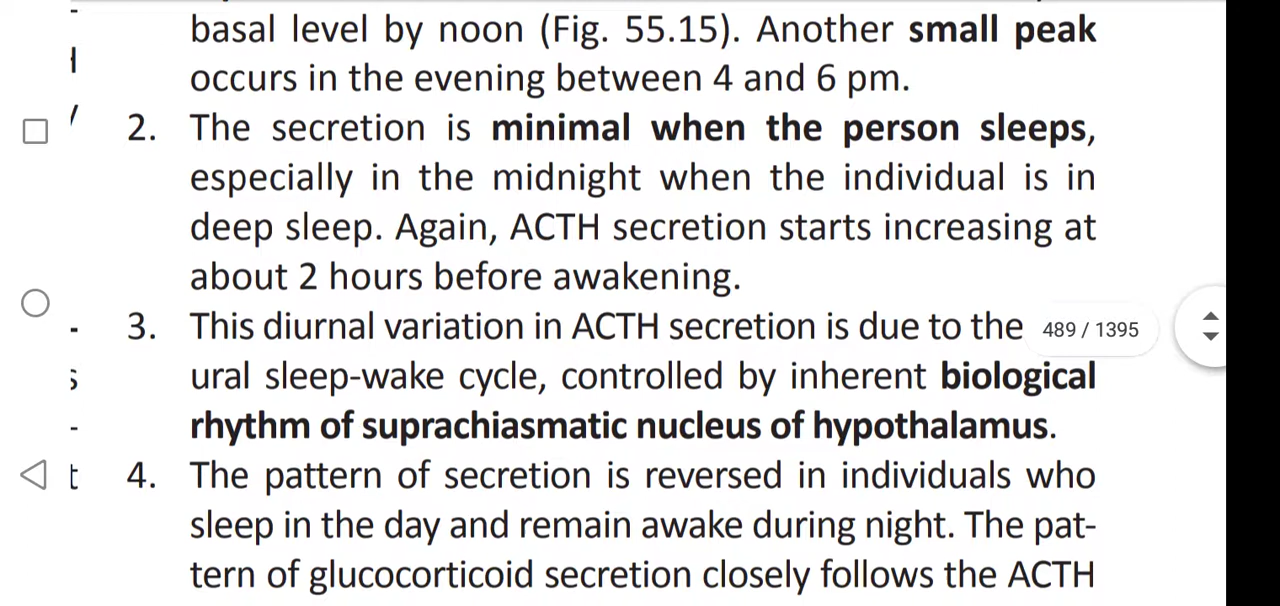 basal level by noon (Fig. 55.15). Another small peak
occurs in the evening between 4 and 6 pm.
2. The secretion is minimal when the person sleeps,
especially in the midnight when the individual is in
deep sleep. Again, ACTH secretion starts increasing at
about 2 hours before awakening.
3. This diurnal variation in ACTH secretion is due to the
489 / 1395
ural sleep-wake cycle, controlled by inherent biological
rhythm of suprachiasmatic nucleus of hypothalamus.
4. The pattern of secretion is reversed in individuals who
sleep in the day and remain awake during night. The pat-
tern of glucocorticoid secretion closely follows the ACTH